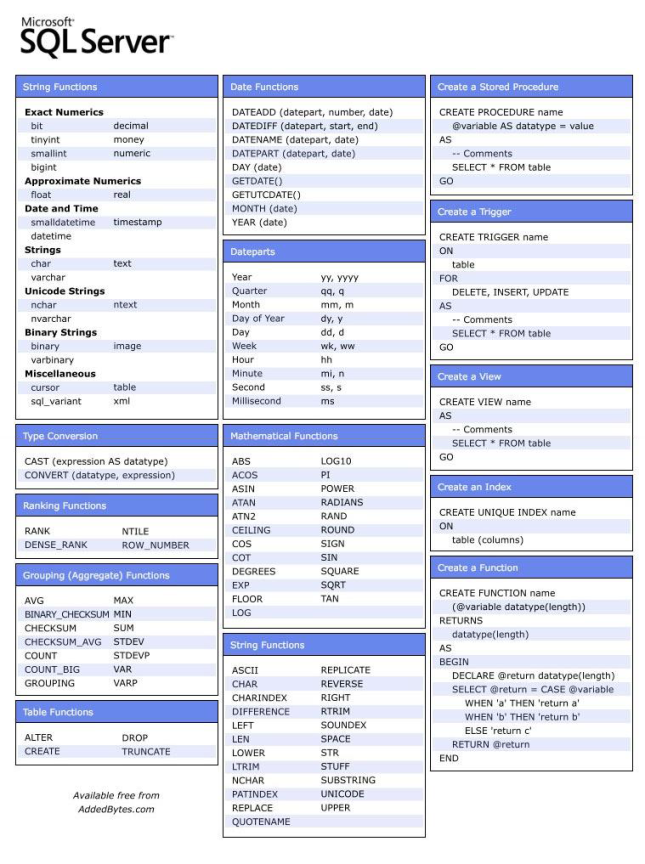 Microsoft
SQL Server
String Functions
Exact Numerics
bit decimal
tinyint money
smallint numeric
bigint
Approximate Numerics
float real
Date and Time
smalldatetime timestamp
datetime
Strings
char text
varchar
Unicode Strings
nchar ntext
nvarchar
Binary Strings
binary image
varbinary
Miscellaneous
cursor table
sql_variant xml
Type Conversion
CAST (expression AS datatype)
CONVERT (datatype, expression)
Ranking Functions
RANK NTILE
DENSE_RANK ROW_NUMBER
Grouping (Aggregate) Functions
AVG MAX
BINARY_CHECKSUM MIN
CHECKSUM SUM
CHECKSUM_AVG STDEV
COUNT STDEVP
COUNT_BIG VAR
GROUPING VARP
Table Functions
ALTER DROP
CREATE TRUNCATE
Available free from
AddedBytes.com
Date Functions
DATEADD (datepart, number, date)
DATEDIFF (datepart, start, end)
DATENAME (datepart, date)
DATEPART (datepart, date)
DAY (date)
GETDATE()
GETUTCDATE()
MONTH (date)
YEAR (date)
Dateparts
Year yy, yyyy
Quarter qq, q
Month mm, m
Day of Year dy, y
Day dd, d
Week wk, ww
Hour hh
Minute mi, n
Second ss, s
Millisecond ms
Mathematical Functions
ABS LOG10
ACOS PI
ASIN POWER
ATAN RADIANS
ATN2 RAND
CEILING ROUND
COS SIGN
COT SIN
DEGREES SQUARE
EXP SQRT
FLOOR TAN
LOG
String Functions
ASCII REPLICATE
CHAR REVERSE
CHARINDEX RIGHT
DIFFERENCE RTRIM
LEFT SOUNDEX
LEN SPACE
LOWER STR
LTRIM STUFF
NCHAR SUBSTRING
PATINDEX UNICODE
REPLACE UPPER
QUOTENAME
Create a Stored Procedure
CREATE PROCEDURE name
@variable AS datatype = value
AS
-- Comments
SELECT * FROM table
GO
Create a Trigger
CREATE TRIGGER name
ON
table
FOR
DELETE, INSERT, UPDATE
AS
-- Comments
SELECT * FROM table
GO
Create a View
CREATE VIEW name
AS
-- Comments
SELECT * FROM table
GO
Create an Index
CREATE UNIQUE INDEX name
ON
table (columns)
Create a Function
CREATE FUNCTION name
(@variable datatype(length))
RETURNS
datatype(length)
AS
BEGIN
DECLARE @return datatype(length)
SELECT @return = CASE @variable
WHEN 'a' THEN 'return a'
WHEN 'b' THEN 'return b'
ELSE 'return c'
RETURN @return
END